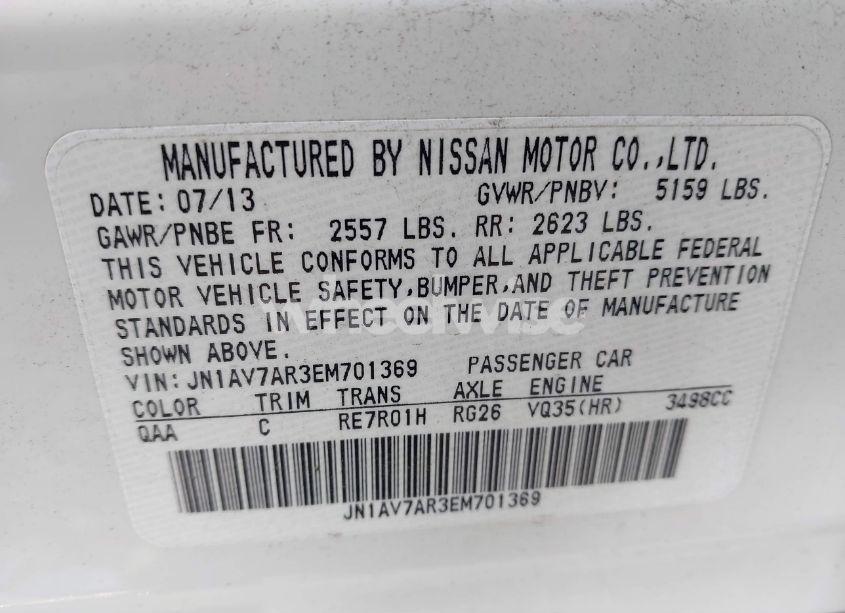 MANUFACTURED BY NISSAN MOTOR CO.,LTD.
DATE: 07/13 GVWR/PNBV: 5159 LBS.
GAWR/PNBE FR: 2557 LBS. RR: 2623 LBS.
THIS VEHICLE CONFORMS TO ALL APPLICABLE FEDERAL
MOTOR VEHICLE SAFETY,BUMPER,AND THEFT PREVENTION
STANDARDS IN EFFECT ON THE DATE OF MANUFACTURE
SHOWN ABOVE.
VIN: JN1AV7AR3EM701369 PASSENGER CAR
COLOR TRIM TRANS AXLE ENGINE
QAA C RE7R01H RG26 VQ35(HR) 3498CC
JN1AV7AR3EM701369